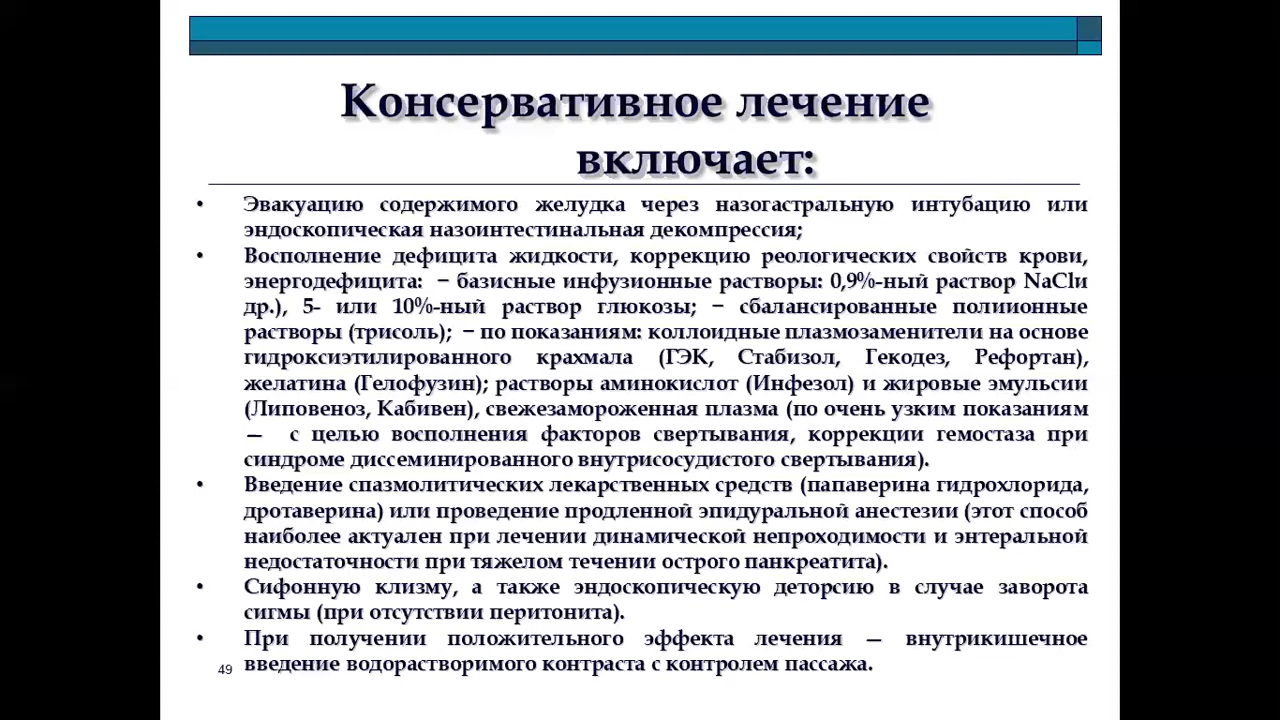 Консервативное лечение
включает:
• Эвакуацию содержимого желудка через назогастральную интубацию или
эндоскопическая назоинтестинальная декомпрессия;
• Восполнение дефицита жидкости, коррекцию реологических свойств крови,
энергодефицита: − базисные инфузионные растворы: 0,9%-ный раствор NaClи
др.), 5- или 10%-ный раствор глюкозы; − сбалансированные полиионные
растворы (трисоль); − по показаниям: коллоидные плазмозаменители на основе
гидроксиэтилированного крахмала (ГЭК, Стабизол, Гекодез, Рефортан),
желатина (Гелофузин); растворы аминокислот (Инфезол) и жировые эмульсии
(Липовеноз, Кабивен), свежезамороженная плазма (по очень узким показаниям
— с целью восполнения факторов свертывания, коррекции гемостаза при
синдроме диссеминированного внутрисосудистого свертывания).
• Введение спазмолитических лекарственных средств (папаверина гидрохлорида,
дротаверина) или проведение продленной эпидуральной анестезии (этот способ
наиболее актуален при лечении динамической непроходимости и энтеральной
недостаточности при тяжелом течении острого панкреатита).
• Сифонную клизму, а также эндоскопическую деторсию в случае заворота
сигмы (при отсутствии перитонита).
• При получении положительного эффекта лечения — внутрикишечное
введение водорастворимого контраста с контролем пассажа.
49